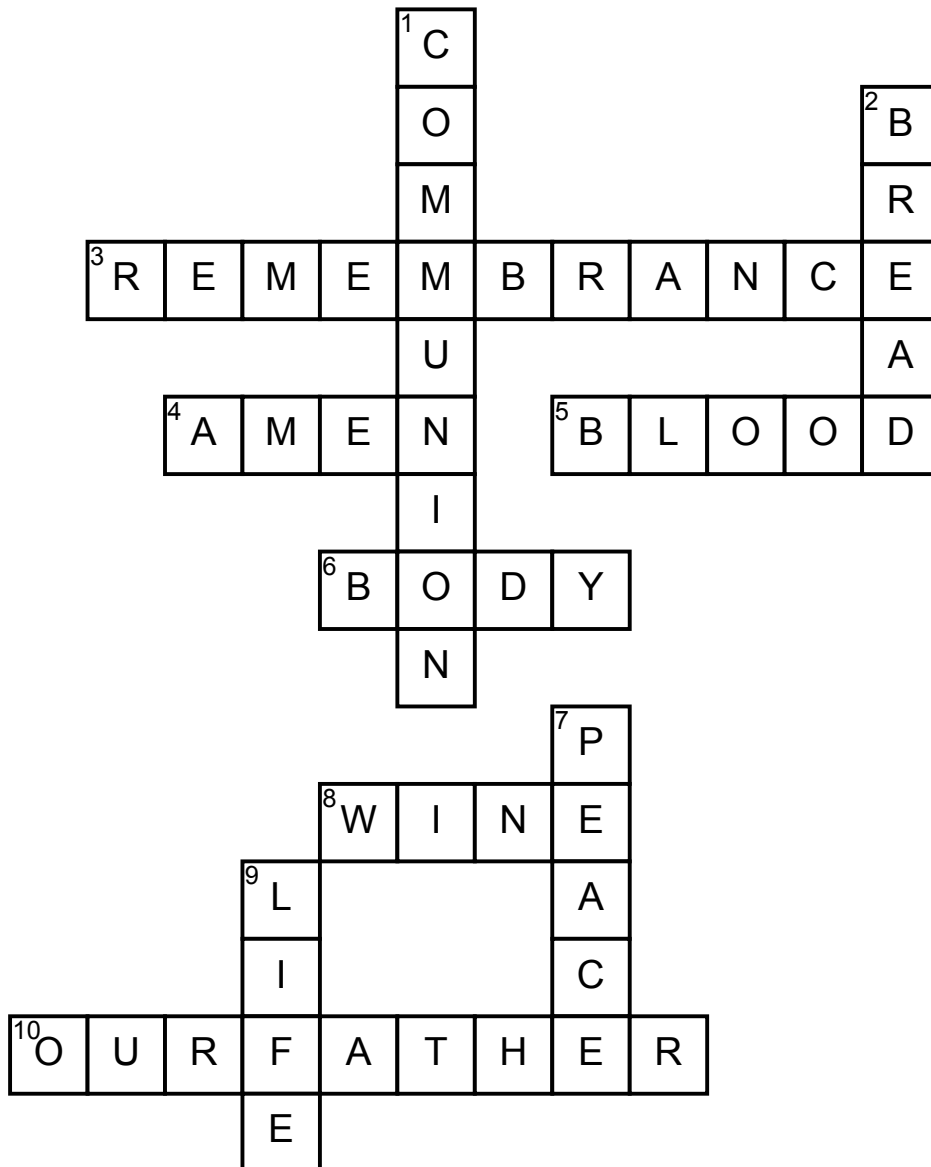 1 C
O 2 B
M R
3 R E M E M B R A N C E
U A
4 A M E N 5 B L O O D
I
6 B O D Y
N
7 P
8 W I N E
9 L A
I C
10 O U R F A T H E R
E